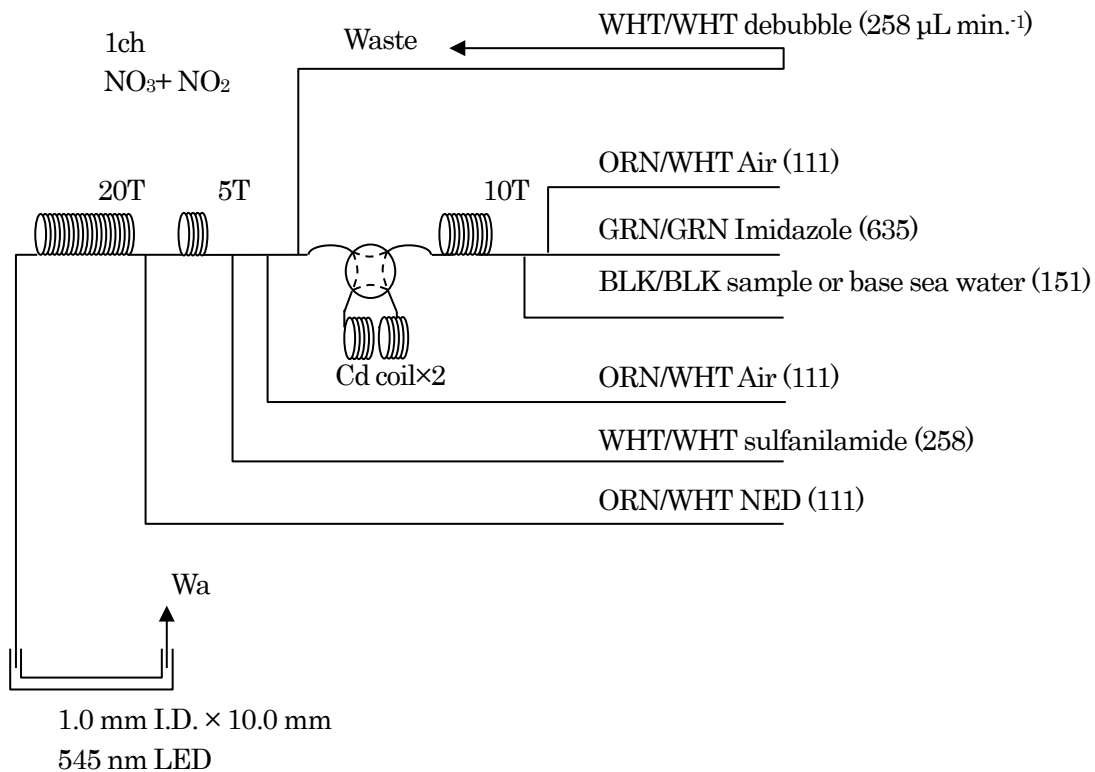 1ch
NO₃+ NO₂
Waste
WHT/WHT debubble (258 µL min.⁻¹)
ORN/WHT Air (111)
20T
5T
10T
GRN/GRN Imidazole (635)
BLK/BLK sample or base sea water (151)
Cd coil×2
ORN/WHT Air (111)
WHT/WHT sulfanilamide (258)
ORN/WHT NED (111)
Wa
1.0 mm I.D. × 10.0 mm
545 nm LED